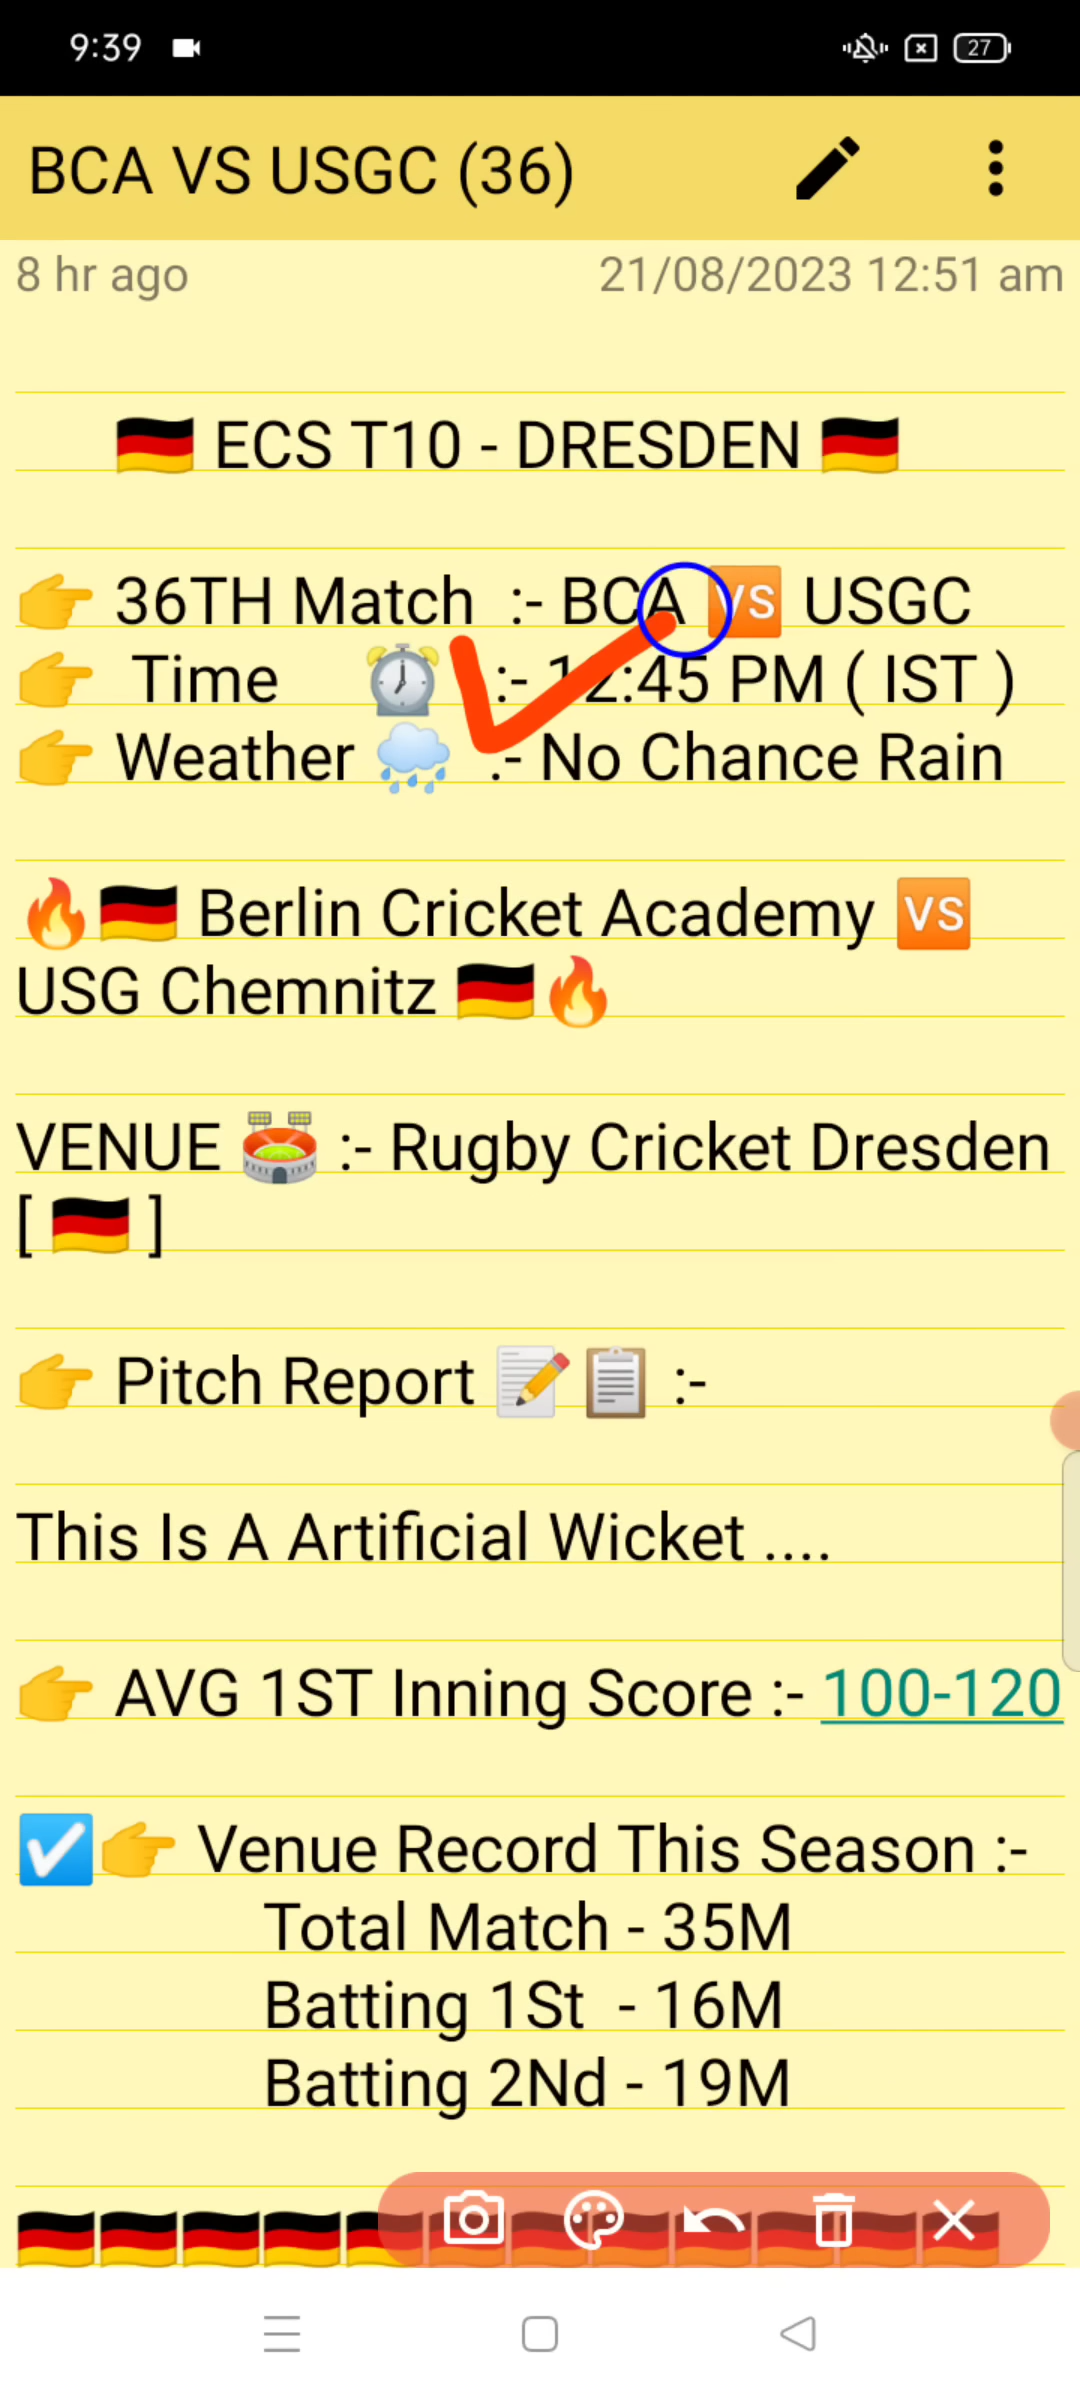 9:39 27
BCA VS USGC (36)
8 hr ago 21/08/2023 12:51 am
🇩🇪 ECS T10 - DRESDEN 🇩🇪
👉 36TH Match :- BCA 🆚 USGC
👉 Time ⏰ :- 12:45 PM ( IST )
👉 Weather 🌧️ :- No Chance Rain
🔥🇩🇪 Berlin Cricket Academy 🆚
USG Chemnitz 🇩🇪🔥
VENUE 🏟️ :- Rugby Cricket Dresden
[ 🇩🇪 ]
👉 Pitch Report 📝📋 :-
This Is A Artificial Wicket ....
👉 AVG 1ST Inning Score :- 100-120
☑️👉 Venue Record This Season :-
Total Match - 35M
Batting 1St - 16M
Batting 2Nd - 19M